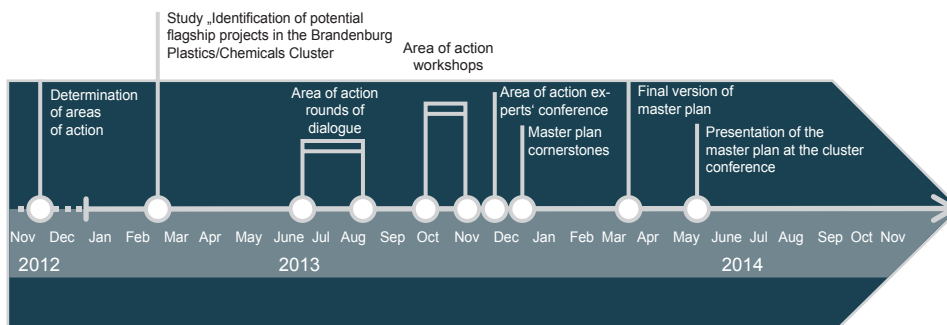 Study „Identification of potential
flagship projects in the Brandenburg
Plastics/Chemicals Cluster
Area of action
workshops
Determination
of areas
of action
Area of action
rounds of
dialogue
Area of action ex-
perts‘ conference
Master plan
cornerstones
Final version of
master plan
Presentation of the
master plan at the cluster
conference
Nov Dec Jan Feb Mar Apr May June Jul Aug Sep Oct Nov Dec Jan Feb Mar Apr May June Jul Aug Sep Oct Nov
2012 2013 2014